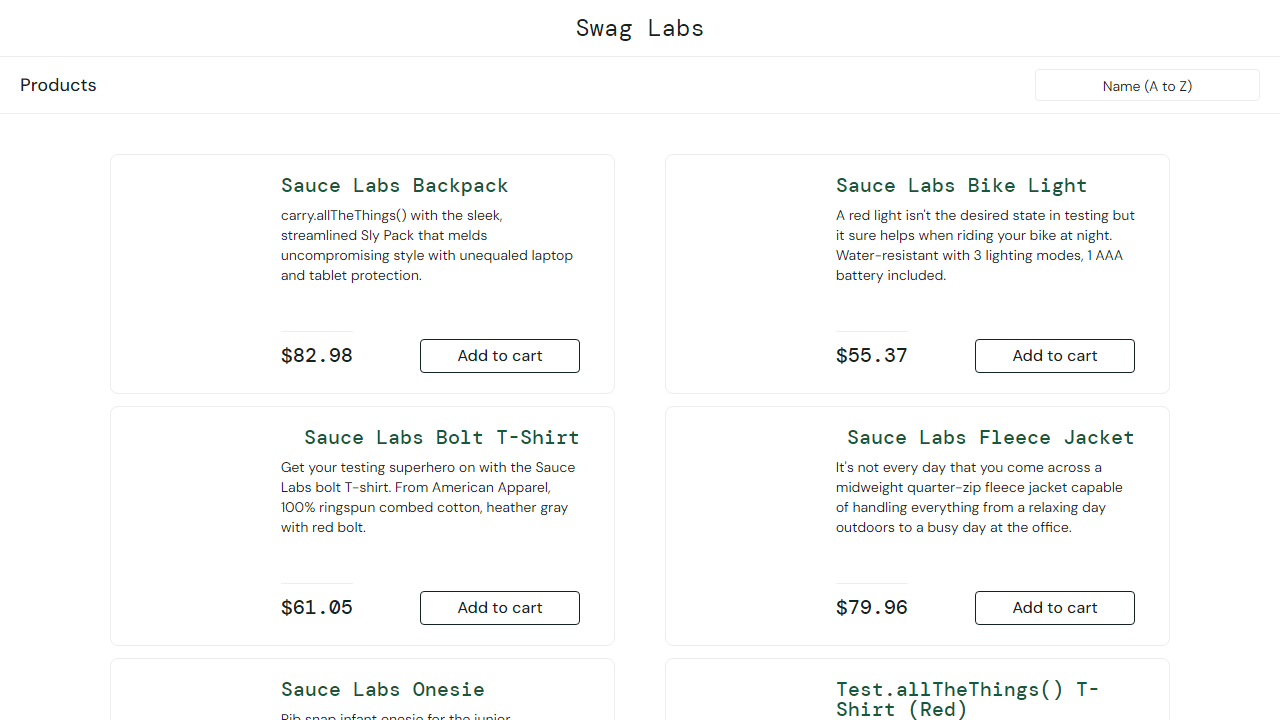 Swag Labs
Products
Name (A to Z)
Sauce Labs Backpack
carry.allTheThings() with the sleek,
streamlined Sly Pack that melds
uncompromising style with unequaled laptop
and tablet protection.
$82.98
Add to cart
Sauce Labs Bike Light
A red light isn't the desired state in testing but
it sure helps when riding your bike at night.
Water-resistant with 3 lighting modes, 1 AAA
battery included.
$55.37
Add to cart
Sauce Labs Bolt T-Shirt
Get your testing superhero on with the Sauce
Labs bolt T-shirt. From American Apparel,
100% ringspun combed cotton, heather gray
with red bolt.
$61.05
Add to cart
Sauce Labs Fleece Jacket
It's not every day that you come across a
midweight quarter-zip fleece jacket capable
of handling everything from a relaxing day
outdoors to a busy day at the office.
$79.96
Add to cart
Sauce Labs Onesie
Rib snap infant onesie for the junior
Test.allTheThings() T-
Shirt (Red)